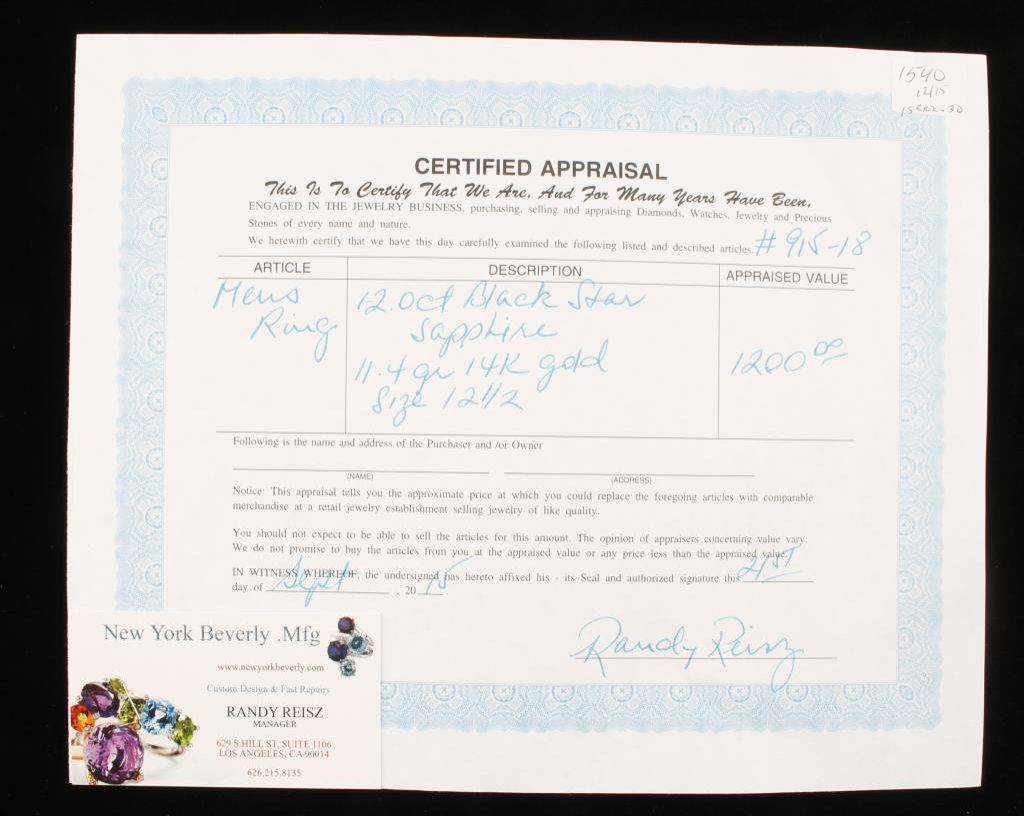 1540
12/15
CERTIFIED APPRAISAL
This Is To Certify That We Are, And For Many Years Have Been,
ENGAGED IN THE JEWELRY BUSINESS, purchasing, selling and appraising Diamonds, Watches, Jewelry and Precious
Stones of every name and nature.
We herewith certify that we have this day carefully examined the following listed and described articles. # 915-18
ARTICLE DESCRIPTION APPRAISED VALUE
Mens 12.0ct Black Star
Ring Sapphire
11.4gr 14K gold 1200 00
Size 12 1/2
Following is the name and address of the Purchaser and /or Owner
(NAME) (ADDRESS)
Notice: This appraisal tells you the approximate price at which you could replace the foregoing articles with comparable
merchandise at a retail jewelry establishment selling jewelry of like quality.
You should not expect to be able to sell the articles for this amount. The opinion of appraisers concerning value vary.
We do not promise to buy the articles from you at the appraised value or any price less than the appraised value.
IN WITNESS WHEREOF, the undersigned has hereto affixed his - its Seal and authorized signature this 21st
day of Sept, 20 15.
Randy Reisz
New York Beverly .Mfg
www.newyorkbeverly.com
Custom Design & Fast Repairs
RANDY REISZ
MANAGER
629 S.HILL ST, SUITE 1106
LOS ANGELES, CA 90014
626.215.8135